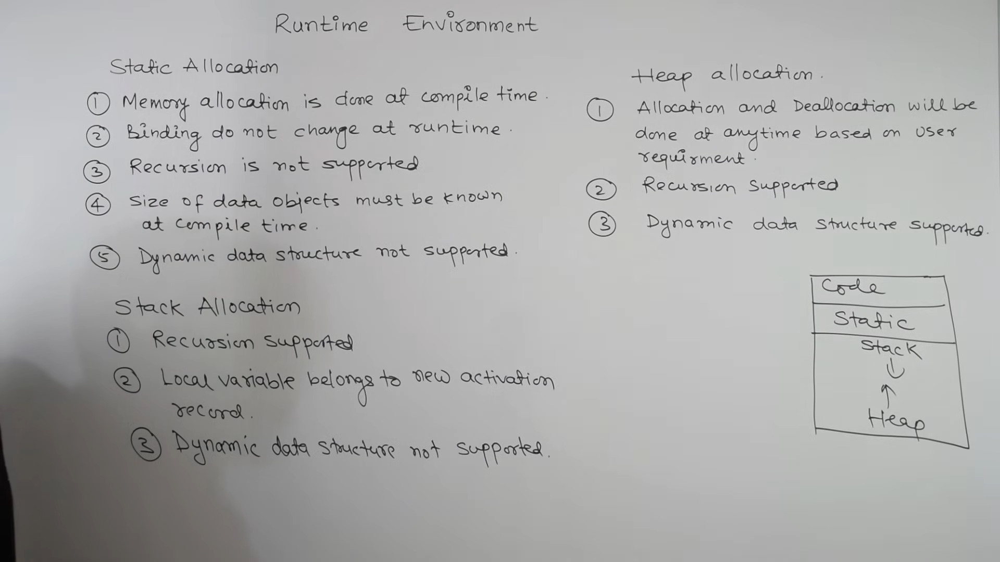 Runtime Environment
Static Allocation
① Memory allocation is done at compile time.
② Binding do not change at runtime.
③ Recursion is not supported
④ Size of data objects must be known
at compile time.
⑤ Dynamic data structure not supported.
Stack Allocation
① Recursion supported
② Local variable belongs to new activation
record.
③ Dynamic data structure not supported.
Heap allocation.
① Allocation and Deallocation will be
done at anytime based on user
requirment.
② Recursion supported
③ Dynamic data structure supported.
Code
Static
Stack
↓
↑
Heap